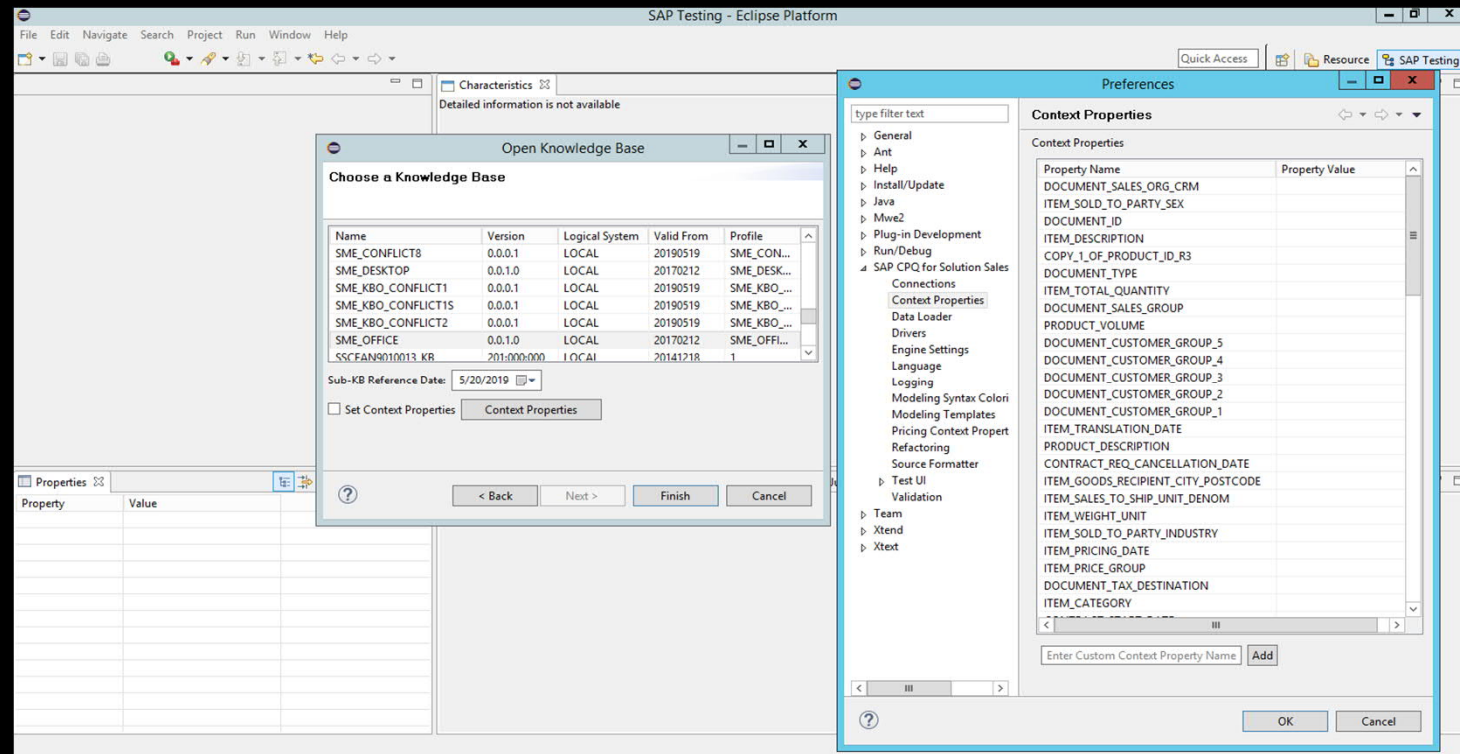 SAP Testing - Eclipse Platform
File Edit Navigate Search Project Run Window Help
Quick Access
Resource
SAP Testing
Characteristics
Detailed information is not available
Open Knowledge Base
Choose a Knowledge Base
Name Version Logical System Valid From Profile
SME_CONFLICT8 0.0.0.1 LOCAL 20190519 SME_CON...
SME_DESKTOP 0.0.1.0 LOCAL 20170212 SME_DESK...
SME_KBO_CONFLICT1 0.0.0.1 LOCAL 20190519 SME_KBO_...
SME_KBO_CONFLICT1S 0.0.0.1 LOCAL 20190519 SME_KBO_...
SME_KBO_CONFLICT2 0.0.0.1 LOCAL 20190519 SME_KBO_...
SME_OFFICE 0.0.1.0 LOCAL 20170212 SME_OFFI...
SSCEAN9010013_KB 201:000:000 LOCAL 20141218 1
Sub-KB Reference Date: 5/20/2019
Set Context Properties Context Properties
< Back Next > Finish Cancel
Properties
Property Value
Preferences
type filter text
General
Ant
Help
Install/Update
Java
Mwe2
Plug-in Development
Run/Debug
SAP CPQ for Solution Sales
Connections
Context Properties
Data Loader
Drivers
Engine Settings
Language
Logging
Modeling Syntax Colori
Modeling Templates
Pricing Context Propert
Refactoring
Source Formatter
Test UI
Validation
Team
Xtend
Xtext
Context Properties
Context Properties
Property Name Property Value
DOCUMENT_SALES_ORG_CRM
ITEM_SOLD_TO_PARTY_SEX
DOCUMENT_ID
ITEM_DESCRIPTION
COPY_1_OF_PRODUCT_ID_R3
DOCUMENT_TYPE
ITEM_TOTAL_QUANTITY
DOCUMENT_SALES_GROUP
PRODUCT_VOLUME
DOCUMENT_CUSTOMER_GROUP_5
DOCUMENT_CUSTOMER_GROUP_4
DOCUMENT_CUSTOMER_GROUP_3
DOCUMENT_CUSTOMER_GROUP_2
DOCUMENT_CUSTOMER_GROUP_1
ITEM_TRANSLATION_DATE
PRODUCT_DESCRIPTION
CONTRACT_REQ_CANCELLATION_DATE
ITEM_GOODS_RECIPIENT_CITY_POSTCODE
ITEM_SALES_TO_SHIP_UNIT_DENOM
ITEM_WEIGHT_UNIT
ITEM_SOLD_TO_PARTY_INDUSTRY
ITEM_PRICING_DATE
ITEM_PRICE_GROUP
DOCUMENT_TAX_DESTINATION
ITEM_CATEGORY
Enter Custom Context Property Name Add
OK Cancel